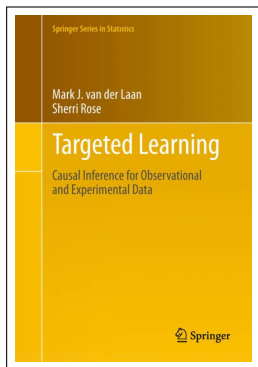 Springer Series in Statistics
Mark J. van der Laan
Sherri Rose
Targeted Learning
Causal Inference for Observational
and Experimental Data
Springer